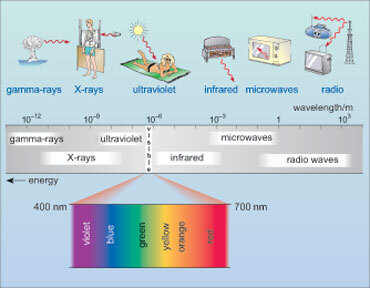 gamma-rays X-rays ultraviolet infrared microwaves radio
wavelength/m
10⁻¹² 10⁻⁹ 10⁻⁶ 10⁻³ 1 10³
gamma-rays ultraviolet visible microwaves
X-rays infrared radio waves
energy
400 nm 700 nm
violet blue green yellow orange red